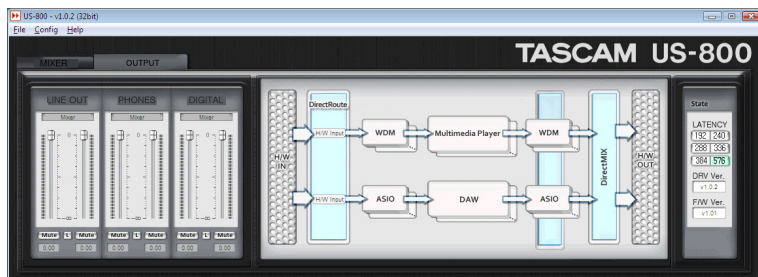 US-800 - v1.0.2 (32bit)
File Config Help
MIXER OUTPUT
TASCAM US-800
LINE OUT PHONES DIGITAL
Mixer Mixer Mixer
0 0 0
Mute L Mute Mute L Mute Mute L Mute
0.00 0.00 0.00 0.00 0.00 0.00
H/W IN
DirectRoute
H/W Input WDM Multimedia Player WDM
H/W Input ASIO DAW ASIO
DirectMIX
H/W OUT
State
LATENCY
192 240
288 336
384 576
DRV Ver.
v1.0.2
F/W Ver.
v1.01